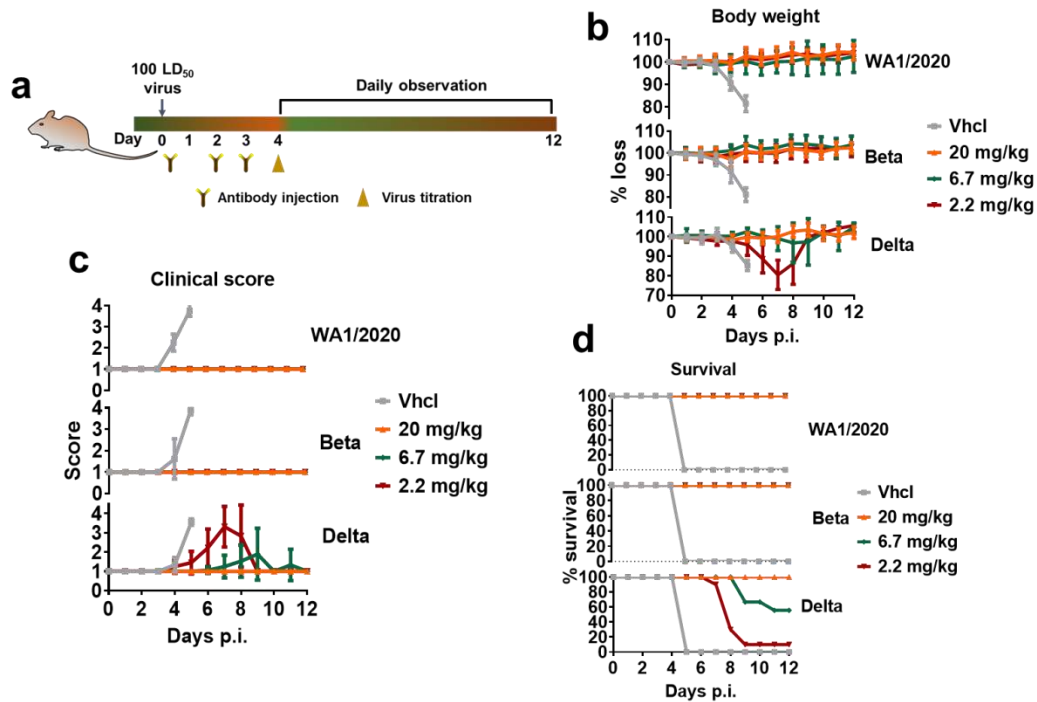 a
100 LD50
virus
Daily observation
Day 0 1 2 3 4 12
Antibody injection
Virus titration
b
Body weight
110
100
90
80
WA1/2020
110
100
90
80
Beta
110
100
90
80
70
Delta
% loss
0 2 4 6 8 10 12
Days p.i.
Vhcl
20 mg/kg
6.7 mg/kg
2.2 mg/kg
c
Clinical score
4
3
2
1
0
WA1/2020
4
3
2
1
0
Beta
4
3
2
1
0
Delta
Score
0 2 4 6 8 10 12
Days p.i.
Vhcl
20 mg/kg
6.7 mg/kg
2.2 mg/kg
d
Survival
100
80
60
40
20
0
WA1/2020
100
80
60
40
20
0
Beta
100
80
60
40
20
0
Delta
% survival
0 2 4 6 8 10 12
Days p.i.
Vhcl
20 mg/kg
6.7 mg/kg
2.2 mg/kg